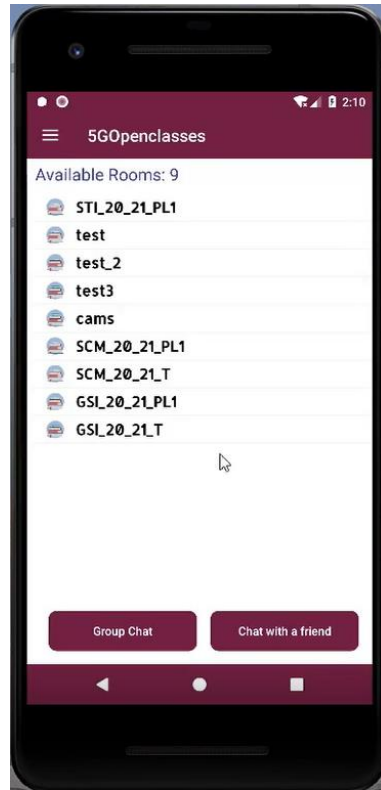 2:10
5GOpenclasses
Available Rooms: 9
STI_20_21_PL1
test
test_2
test3
cams
SCM_20_21_PL1
SCM_20_21_T
GSI_20_21_PL1
GSI_20_21_T
Group Chat Chat with a friend